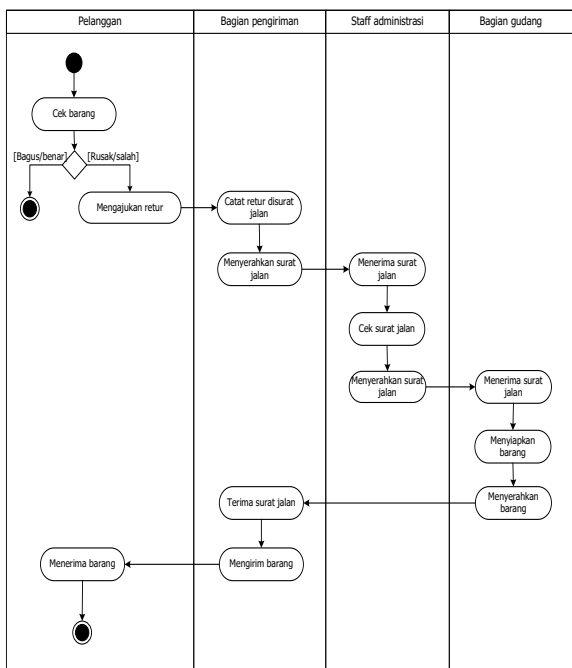 Pelanggan
Bagian pengiriman
Staff administrasi
Bagian gudang
Cek barang
[Bagus/benar]
[Rusak/salah]
Mengajukan retur
Catat retur disurat
jalan
Menyerahkan surat
jalan
Menerima surat
jalan
Cek surat jalan
Menyerahkan surat
jalan
Menerima surat
jalan
Menyiapkan
barang
Menyerahkan
barang
Terima surat jalan
Mengirim barang
Menerima barang